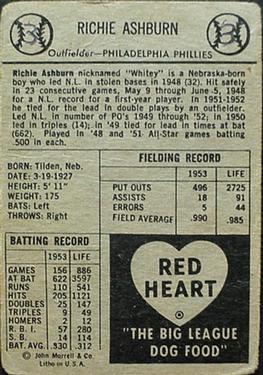 RICHIE ASHBURN
Outfielder—PHILADELPHIA PHILLIES
Richie Ashburn nicknamed "Whitey" is a Nebraska-born
boy who led N.L. in stolen bases in 1948 (32). Hit safely
in 23 consecutive games, May 9 through June 5, 1948
for a N.L. record for a first-year player. In 1951-1952
he tied for the lead in double plays by an outfielder.
Led N.L. in number of PO's 1949 through '52; in 1950
led in triples (14); in '49 tied for lead in times at bat
(662). Played in '48 and '51 All-Star games batting
.500 in each.
BORN: Tilden, Neb.
DATE: 3-19-1927
HEIGHT: 5' 11"
WEIGHT: 175
BATS: Left
THROWS: Right
FIELDING RECORD
1953 LIFE
PUT OUTS 496 2725
ASSISTS 18 91
ERRORS 5 44
FIELD AVERAGE .990 .985
BATTING RECORD
1953 LIFE
GAMES 156 886
AT BAT 622 3597
RUNS 110 541
HITS 205 1121
DOUBLES 25 147
TRIPLES 9 49
HOMERS 2 12
R. B. I. 57 280
S. B. 14 114
BAT. AVG. .330 .312
© John Morrell & Co.
Litho in U.S.A.
RED
HEART
"THE BIG LEAGUE
DOG FOOD"